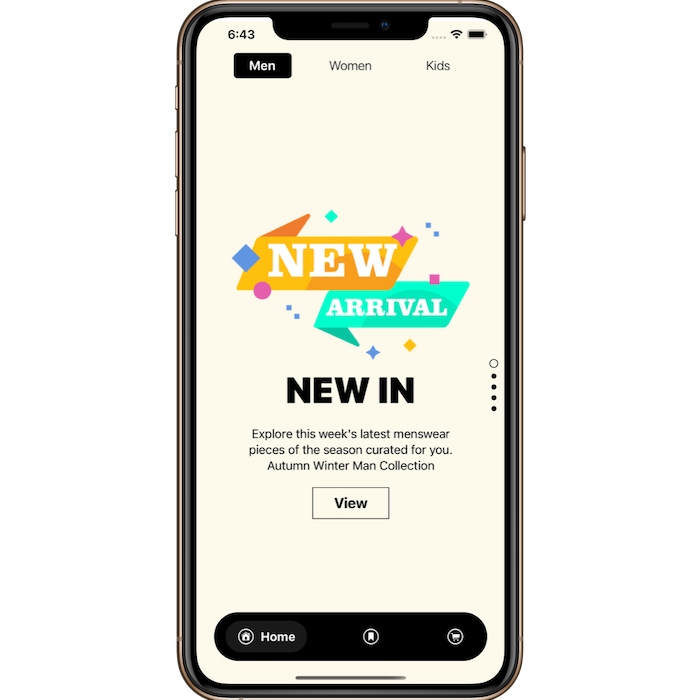 6:43
Men Women Kids
NEW
ARRIVAL
NEW IN
Explore this week's latest menswear
pieces of the season curated for you.
Autumn Winter Man Collection
View
Home